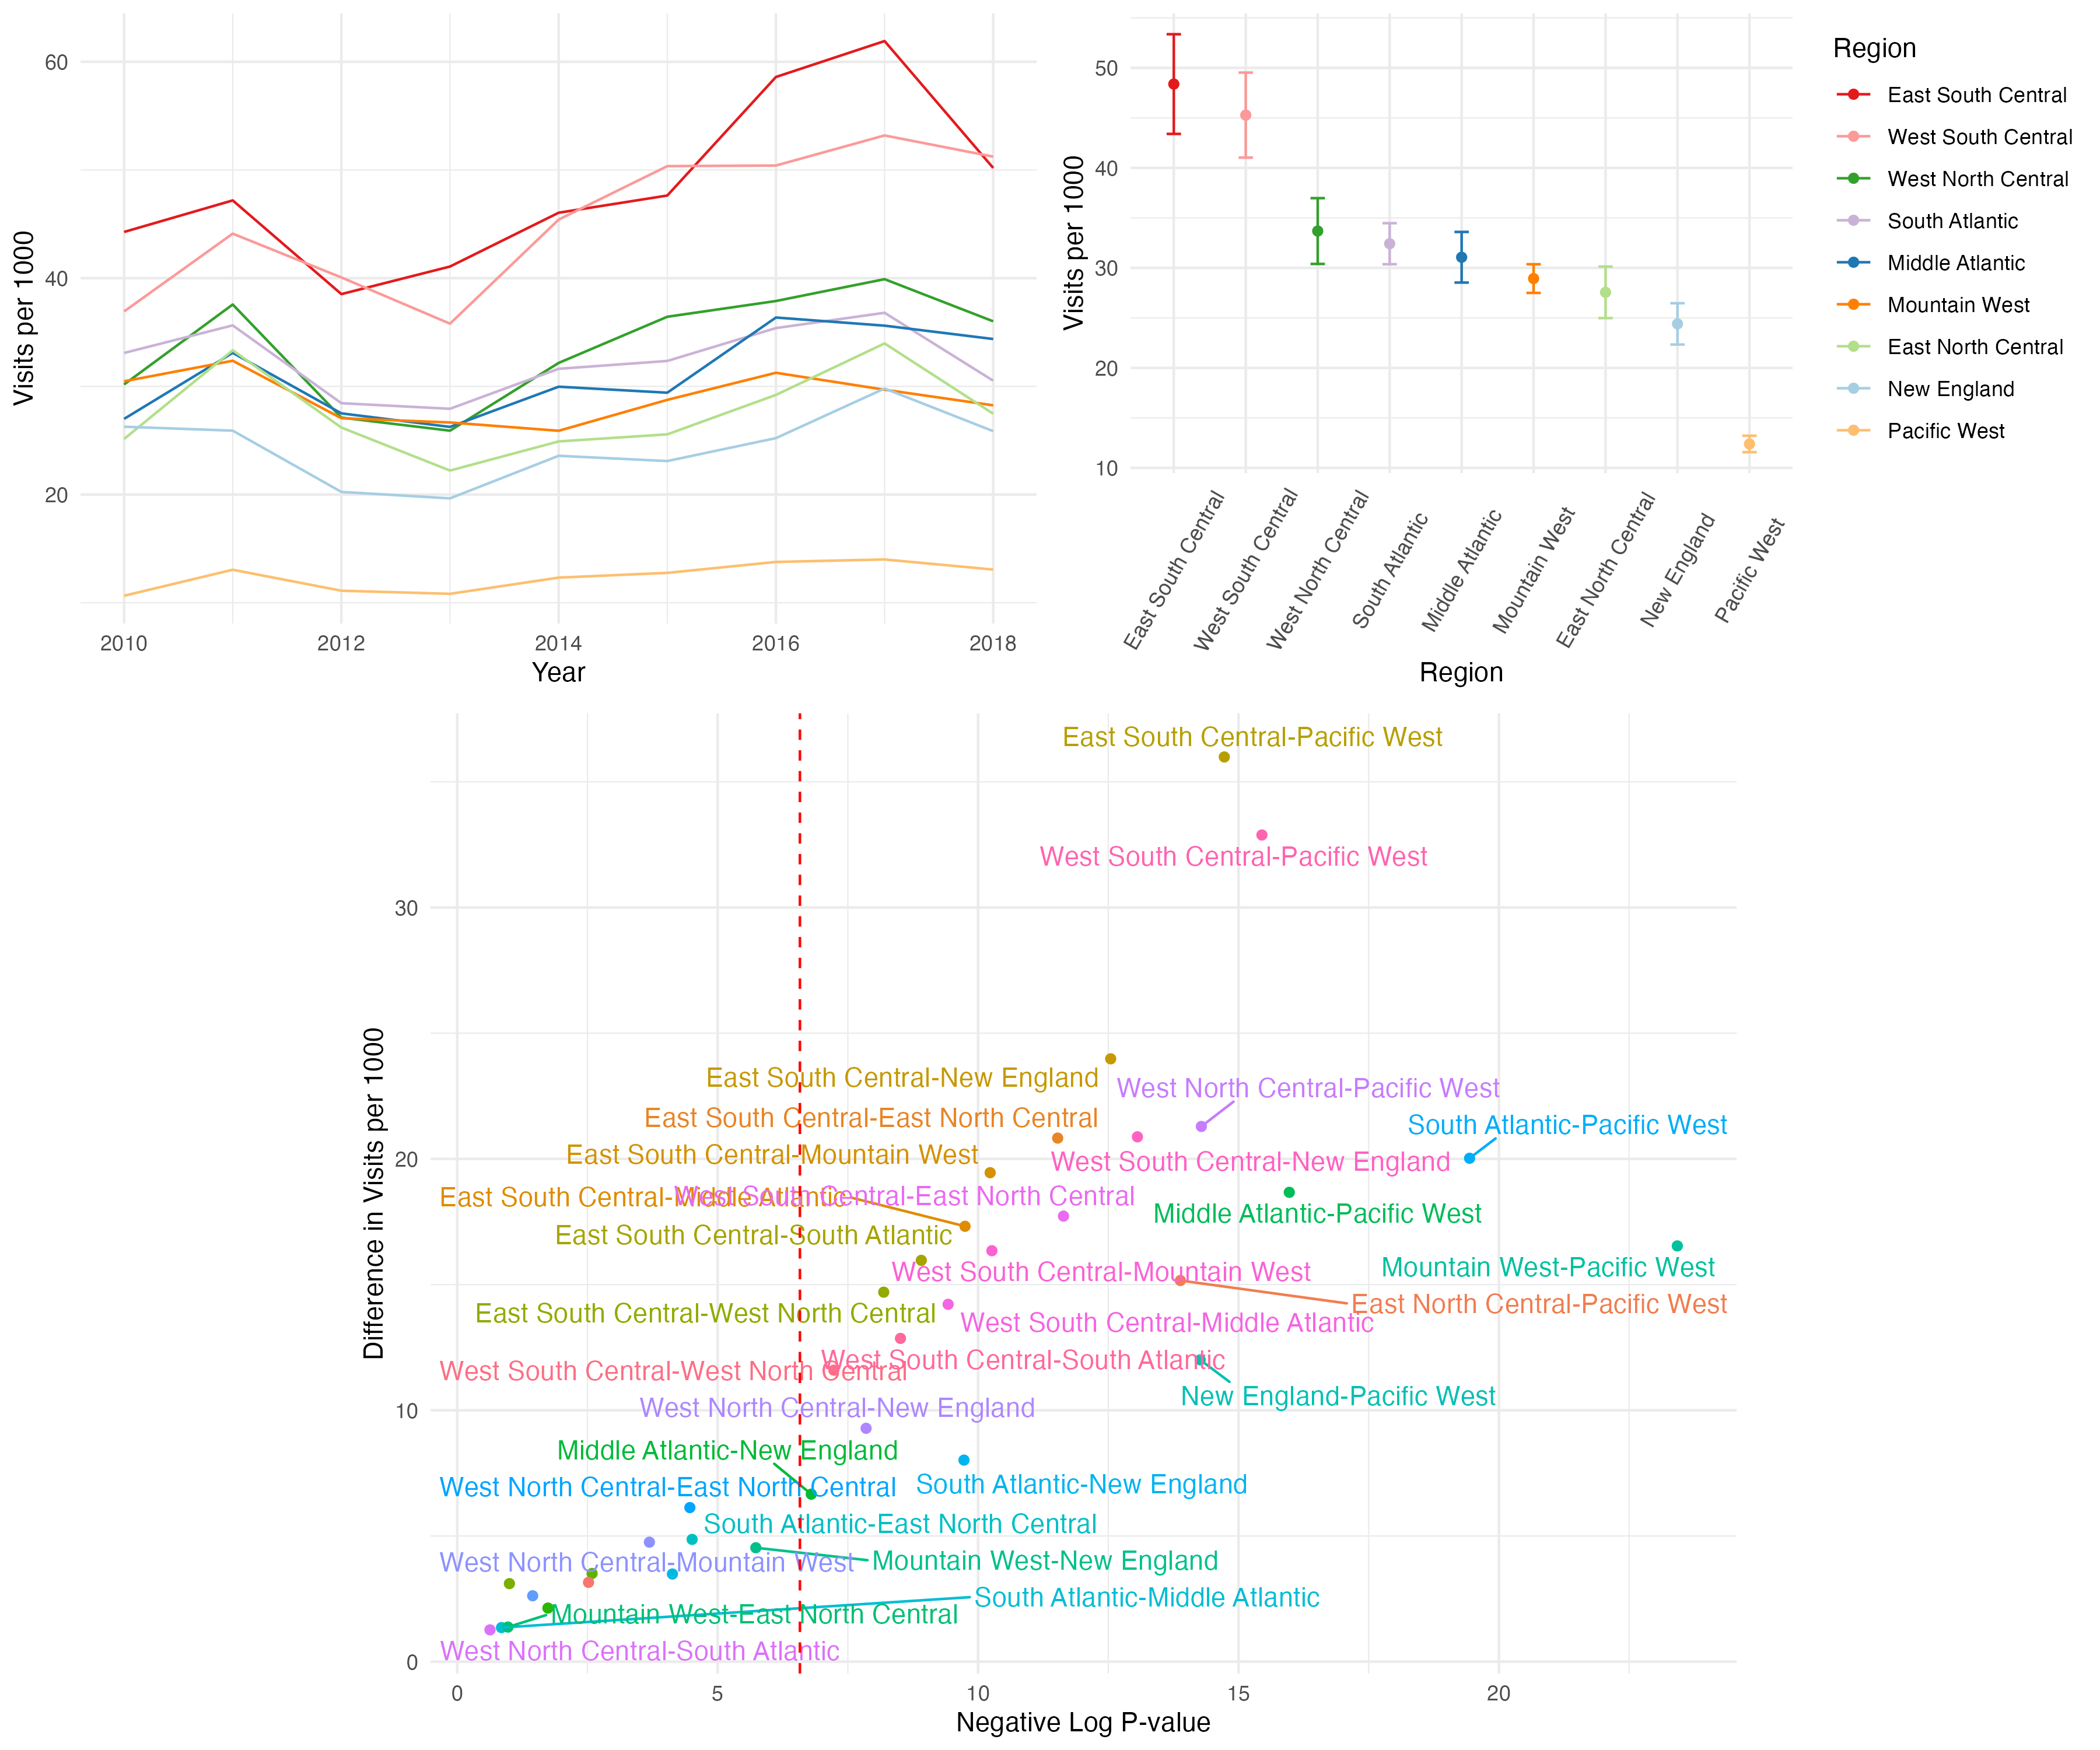 Visits per 1000
60
40
20
2010
2012
2014
2016
2018
Year
Visits per 1000
50
40
30
20
10
East South Central
West South Central
West North Central
South Atlantic
Middle Atlantic
Mountain West
East North Central
New England
Pacific West
Region
Region
East South Central
West South Central
West North Central
South Atlantic
Middle Atlantic
Mountain West
East North Central
New England
Pacific West
Difference in Visits per 1000
30
20
10
0
East South Central-Pacific West
West South Central-Pacific West
East South Central-New England
West North Central-Pacific West
East South Central-East North Central
South Atlantic-Pacific West
East South Central-Mountain West
West South Central-New England
East South Central-Middle Atlantic
West South Central-East North Central
Middle Atlantic-Pacific West
East South Central-South Atlantic
West South Central-Mountain West
Mountain West-Pacific West
East North Central-Pacific West
East South Central-West North Central
West South Central-Middle Atlantic
West South Central-South Atlantic
West South Central-West North Central
New England-Pacific West
West North Central-New England
Middle Atlantic-New England
West North Central-East North Central
South Atlantic-New England
South Atlantic-East North Central
West North Central-Mountain West
Mountain West-New England
South Atlantic-Middle Atlantic
Mountain West-East North Central
West North Central-South Atlantic
0
5
10
15
20
Negative Log P-value